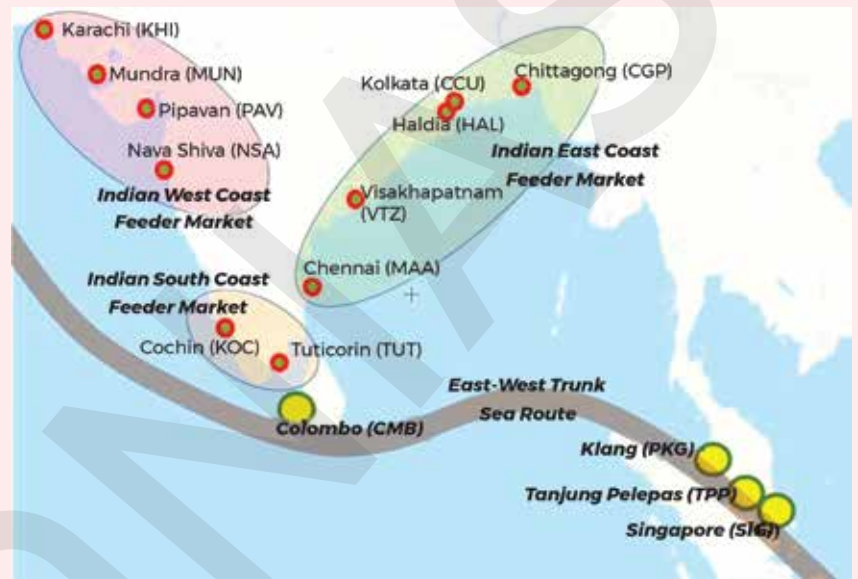 Karachi (KHI)
Mundra (MUN)
Pipavan (PAV)
Nava Shiva (NSA)
Indian West Coast
Feeder Market
Kolkata (CCU)
Chittagong (CGP)
Haldia (HAL)
Indian East Coast
Feeder Market
Visakhapatnam
(VTZ)
Chennai (MAA)
Indian South Coast
Feeder Market
Cochin (KOC)
Tuticorin (TUT)
East-West Trunk
Sea Route
Colombo (CMB)
Klang (PKG)
Tanjung Pelepas (TPP)
Singapore